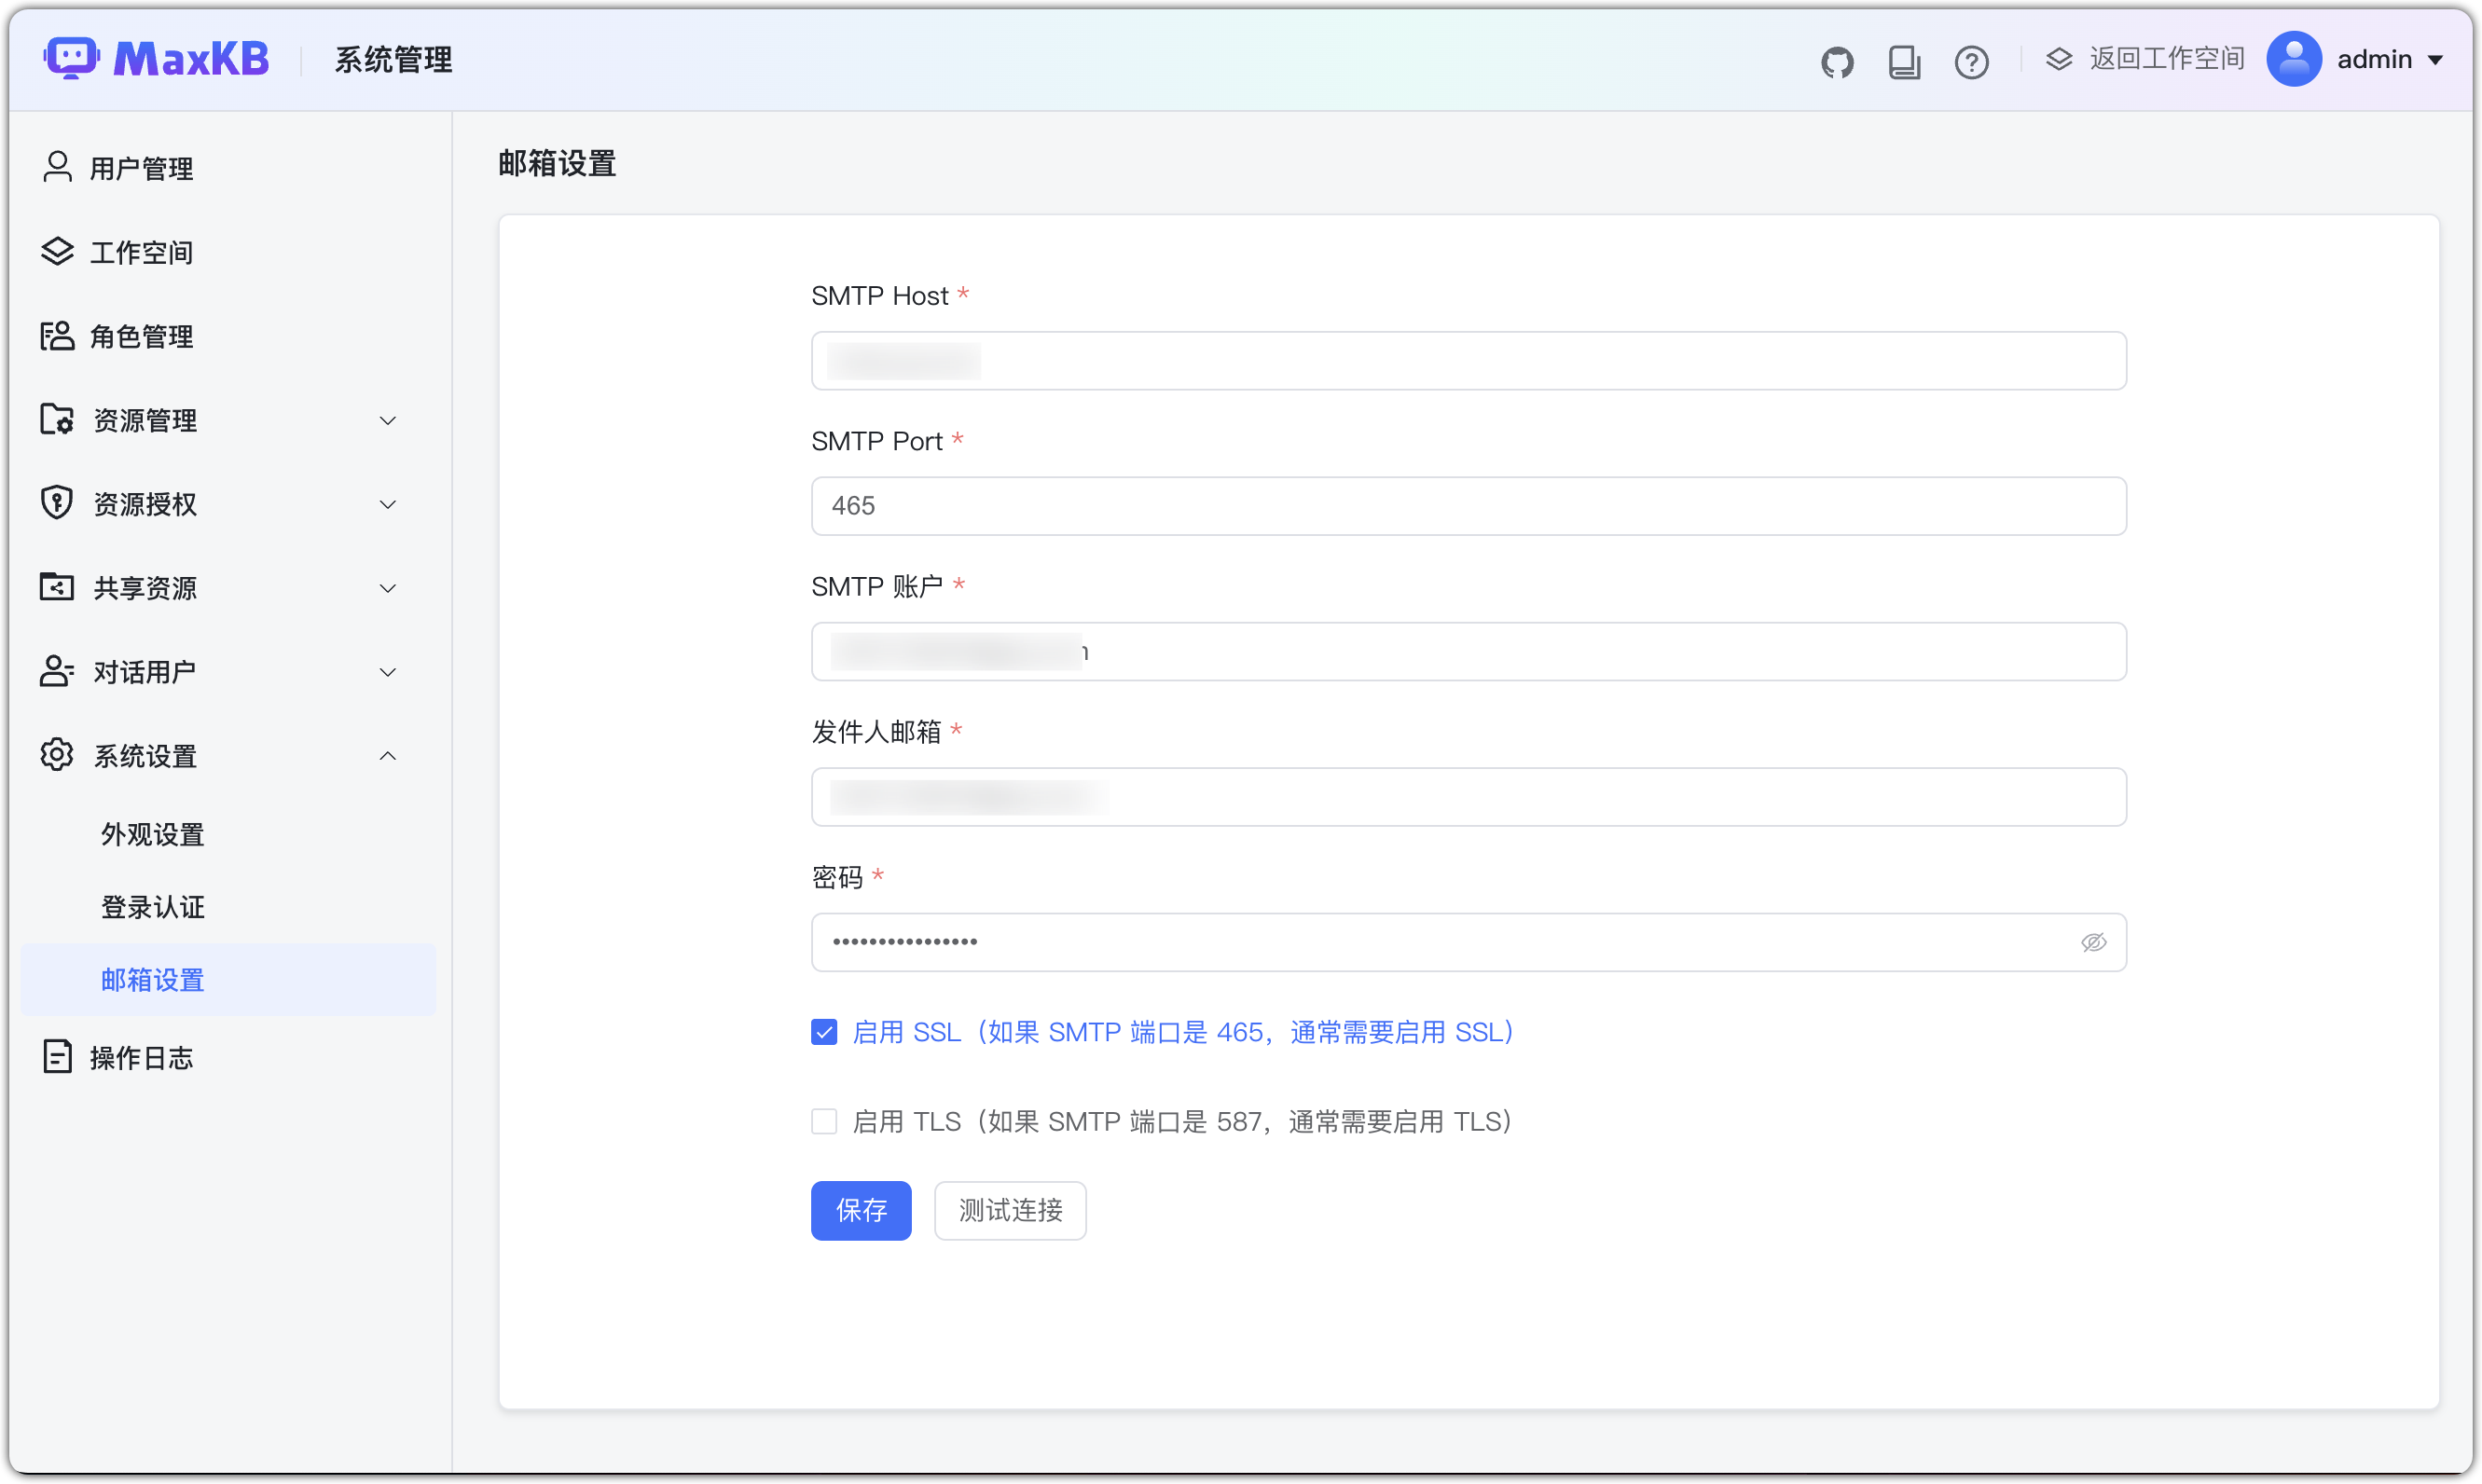 MaxKB
系统管理
返回工作空间
admin
用户管理
工作空间
角色管理
资源管理
资源授权
共享资源
对话用户
系统设置
外观设置
登录认证
邮箱设置
操作日志
邮箱设置
SMTP Host *
SMTP Port *
465
SMTP 账户 *
发件人邮箱 *
密码 *
••••••••••••••••
启用 SSL（如果 SMTP 端口是 465，通常需要启用 SSL）
启用 TLS（如果 SMTP 端口是 587，通常需要启用 TLS）
保存
测试连接